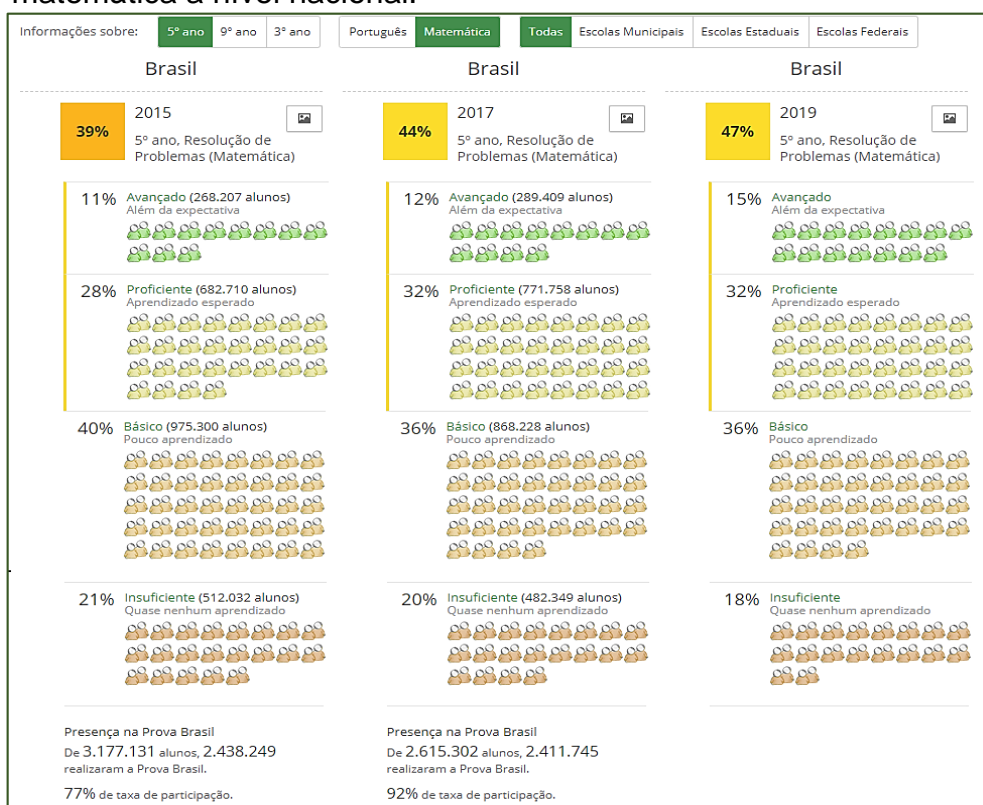 matemática a nível nacional.
Informações sobre: 5º ano 9º ano 3º ano Português Matemática Todas Escolas Municipais Escolas Estaduais Escolas Federais
Brasil
39%
2015
5º ano, Resolução de
Problemas (Matemática)
11% Avançado (268.207 alunos)
Além da expectativa
28% Proficiente (682.710 alunos)
Aprendizado esperado
40% Básico (975.300 alunos)
Pouco aprendizado
21% Insuficiente (512.032 alunos)
Quase nenhum aprendizado
Presença na Prova Brasil
De 3.177.131 alunos, 2.438.249
realizaram a Prova Brasil.
77% de taxa de participação.
Brasil
44%
2017
5º ano, Resolução de
Problemas (Matemática)
12% Avançado (289.409 alunos)
Além da expectativa
32% Proficiente (771.758 alunos)
Aprendizado esperado
36% Básico (868.228 alunos)
Pouco aprendizado
20% Insuficiente (482.349 alunos)
Quase nenhum aprendizado
Presença na Prova Brasil
De 2.615.302 alunos, 2.411.745
realizaram a Prova Brasil.
92% de taxa de participação.
Brasil
47%
2019
5º ano, Resolução de
Problemas (Matemática)
15% Avançado
Além da expectativa
32% Proficiente
Aprendizado esperado
36% Básico
Pouco aprendizado
18% Insuficiente
Quase nenhum aprendizado